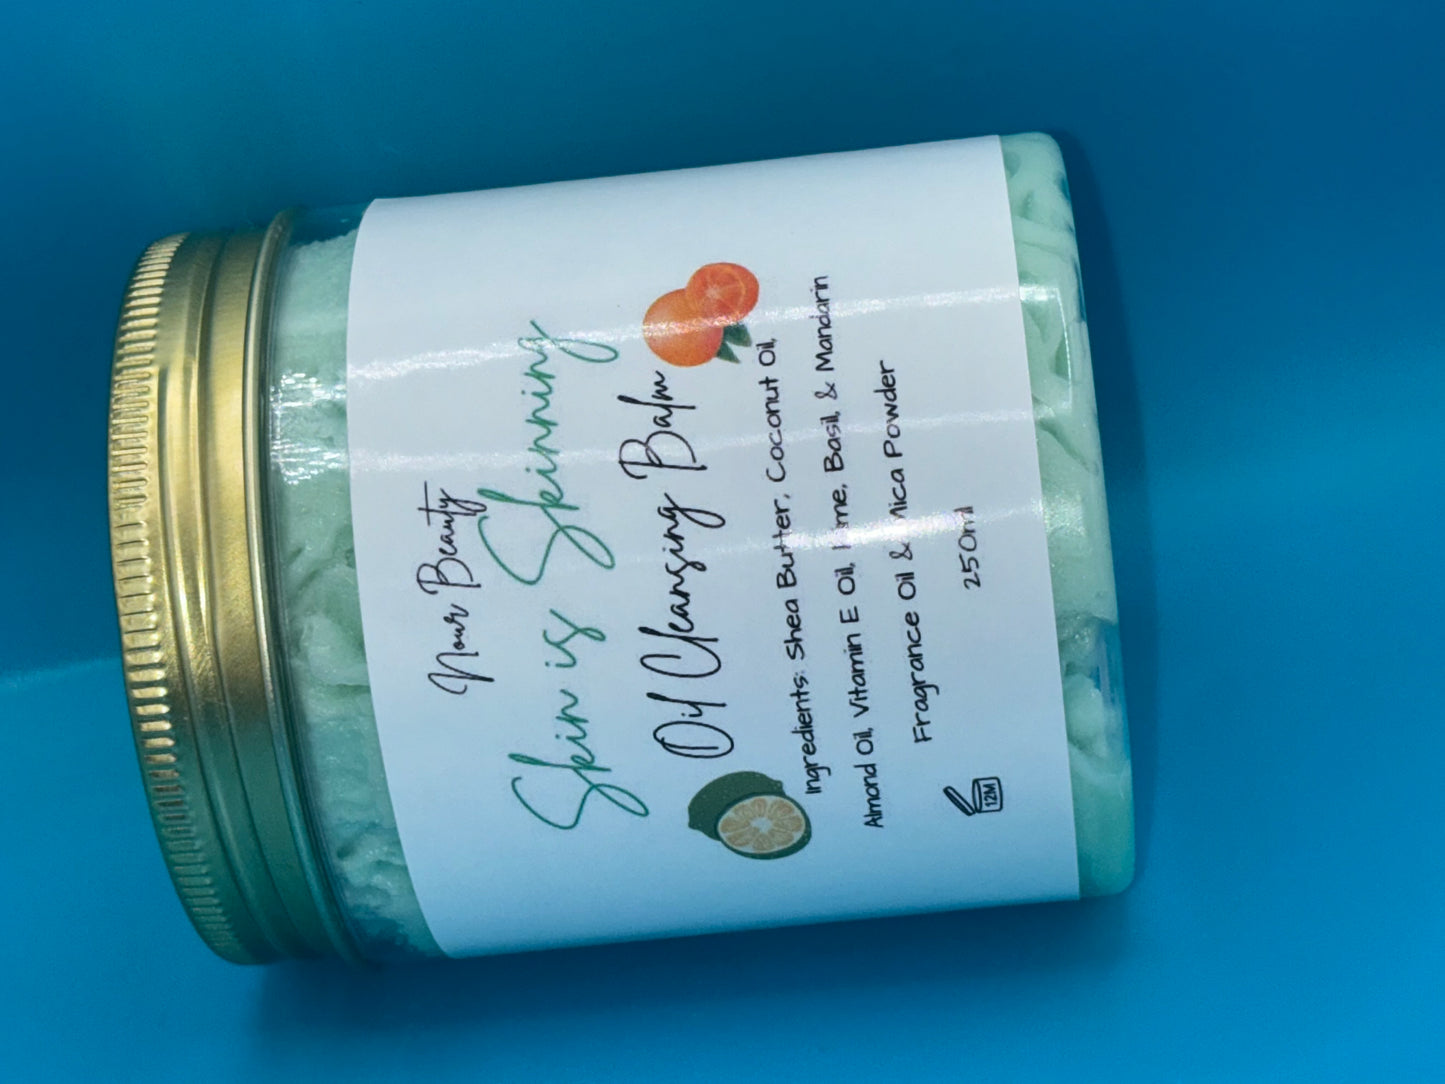 Nour Beauty
Skin is Skinning
Oil Cleansing Balm
Ingredients: Shea Butter, Coconut Oil,
Almond Oil, Vitamin E Oil, Lime, Basil, & Mandarin
Fragrance Oil & Mica Powder
250ml
12M